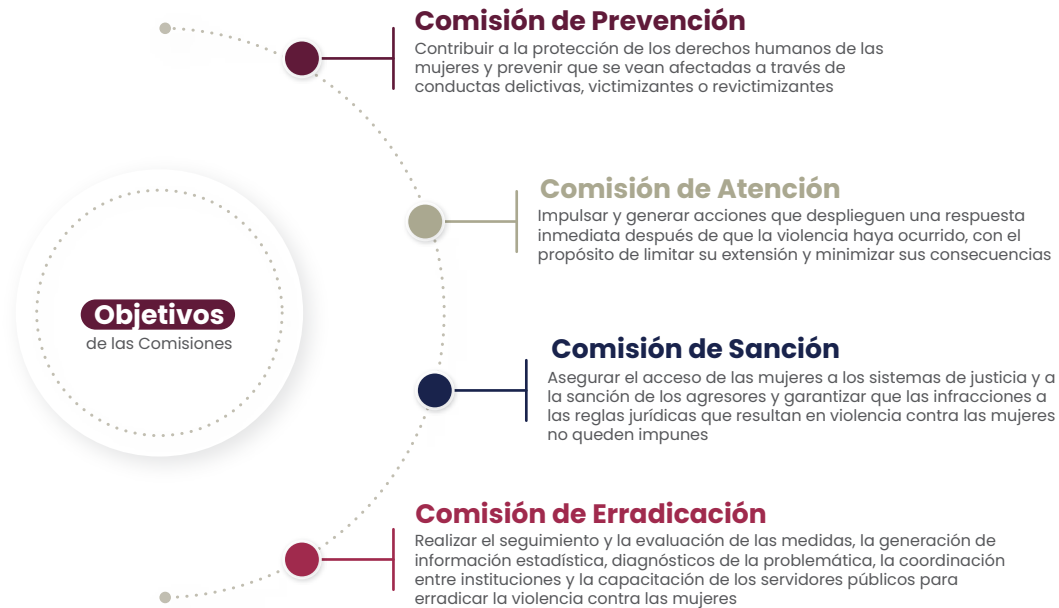 Objetivos
de las Comisiones
Comisión de Prevención
Contribuir a la protección de los derechos humanos de las
mujeres y prevenir que se vean afectadas a través de
conductas delictivas, victimizantes o revictimizantes
Comisión de Atención
Impulsar y generar acciones que desplieguen una respuesta
inmediata después de que la violencia haya ocurrido, con el
propósito de limitar su extensión y minimizar sus consecuencias
Comisión de Sanción
Asegurar el acceso de las mujeres a los sistemas de justicia y a
la sanción de los agresores y garantizar que las infracciones a
las reglas jurídicas que resultan en violencia contra las mujeres
no queden impunes
Comisión de Erradicación
Realizar el seguimiento y la evaluación de las medidas, la generación de
información estadística, diagnósticos de la problemática, la coordinación
entre instituciones y la capacitación de los servidores públicos para
erradicar la violencia contra las mujeres